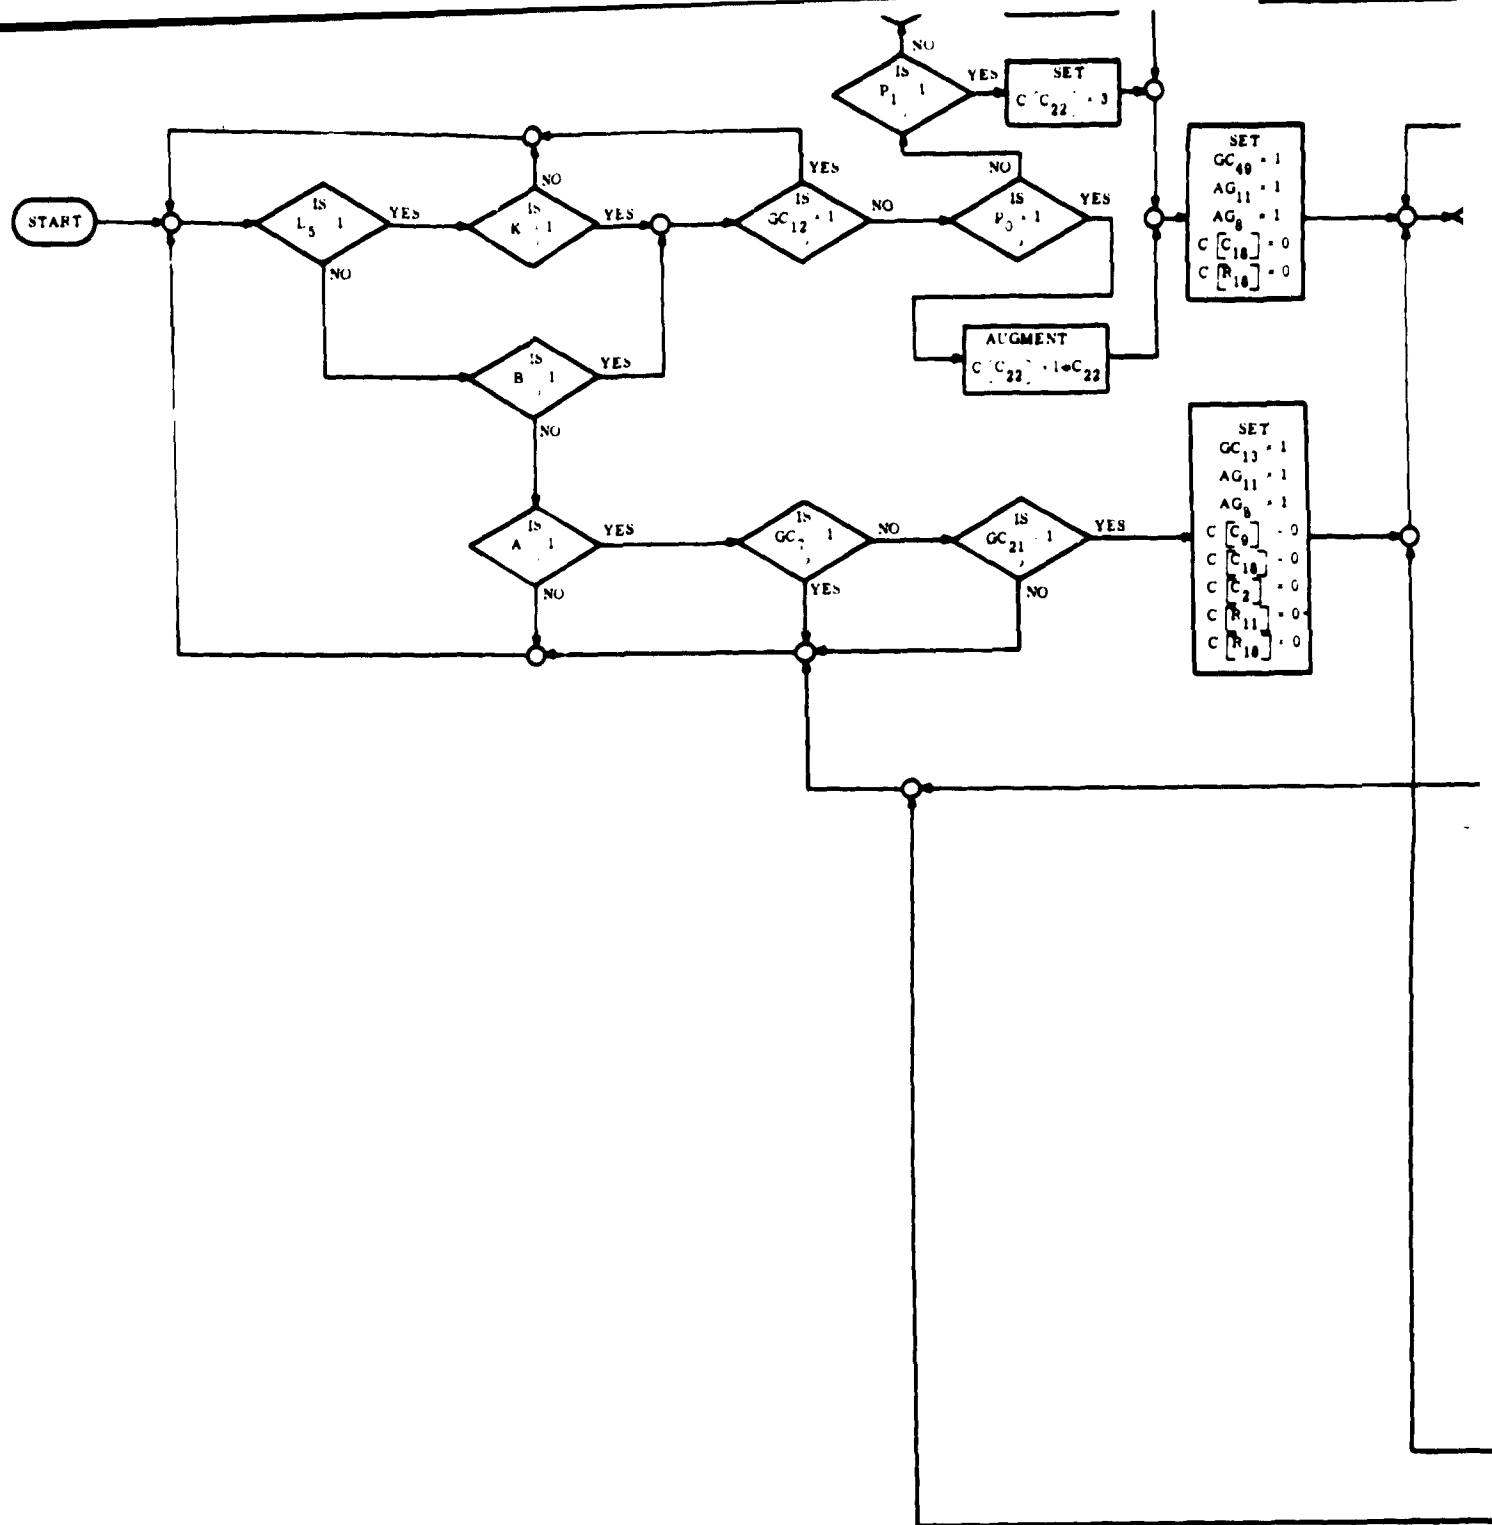 NO
IS
P1 1
YES
SET
C C22 = 3
START
IS
L5 1
YES
NO
NO
IS
K 1
YES
YES
IS
GC12 = 1
NO
NO
IS
= 1
YES
SET
GC49 = 1
AG11 = 1
AG8 = 1
C [C18] = 0
C [R18] = 0
IS
B 1
YES
NO
AUGMENT
C [C22] = 1+C22
IS
A 1
YES
NO
IS
GC 1
NO
YES
IS
GC21 1
YES
NO
SET
GC13 = 1
AG11 = 1
AG8 = 1
C [C9] = 0
C [C18] = 0
C [C2] = 0
C [R11] = 0
C [R18] = 0